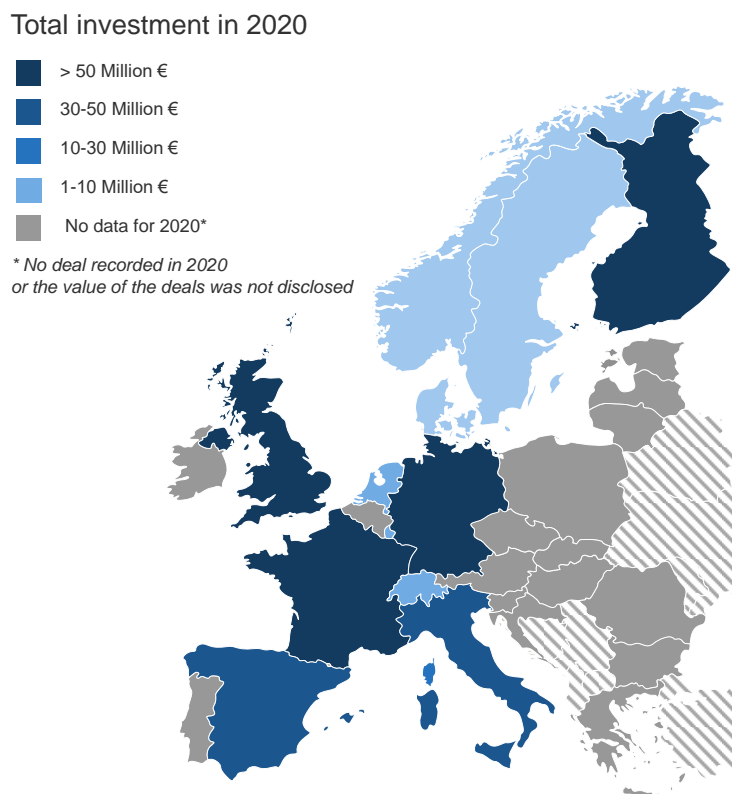 Total investment in 2020
> 50 Million €
30-50 Million €
10-30 Million €
1-10 Million €
No data for 2020*
* No deal recorded in 2020
or the value of the deals was not disclosed